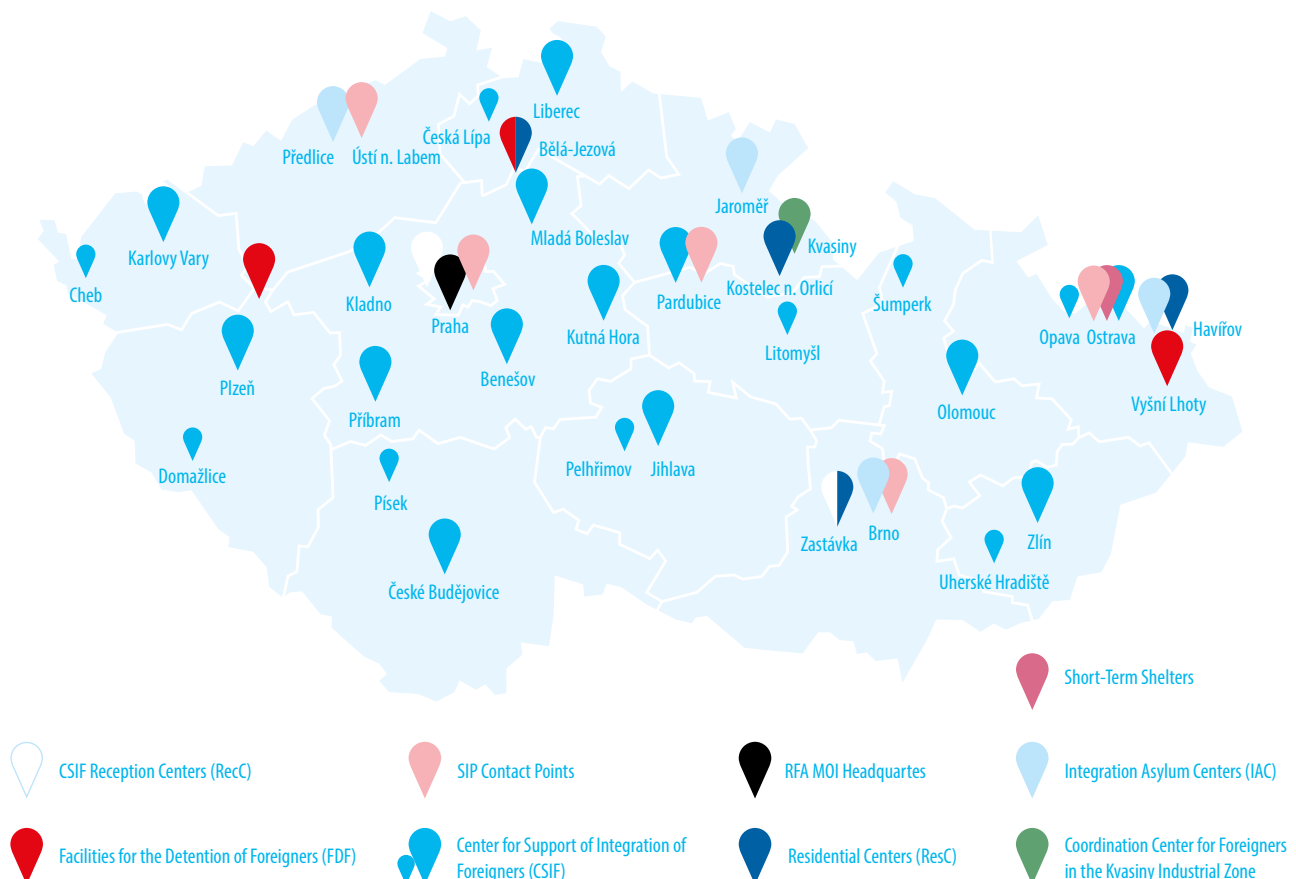 Liberec
Česká Lípa
Bělá-Jezová
Předlice
Ústí n. Labem
Jaroměř
Mladá Boleslav
Karlovy Vary
Kvasiny
Cheb
Kladno
Praha
Kutná Hora
Pardubice
Kostelec n. Orlicí
Šumperk
Opava
Ostrava
Havířov
Litomyšl
Plzeň
Benešov
Příbram
Olomouc
Vyšní Lhoty
Domažlice
Pelhřimov
Jihlava
Písek
Zastávka
Brno
Zlín
Uherské Hradiště
České Budějovice
Short-Term Shelters
CSIF Reception Centers (RecC)
SIP Contact Points
RFA MOI Headquartes
Integration Asylum Centers (IAC)
Facilities for the Detention of Foreigners (FDF)
Center for Support of Integration of
Foreigners (CSIF)
Residential Centers (ResC)
Coordination Center for Foreigners
in the Kvasiny Industrial Zone